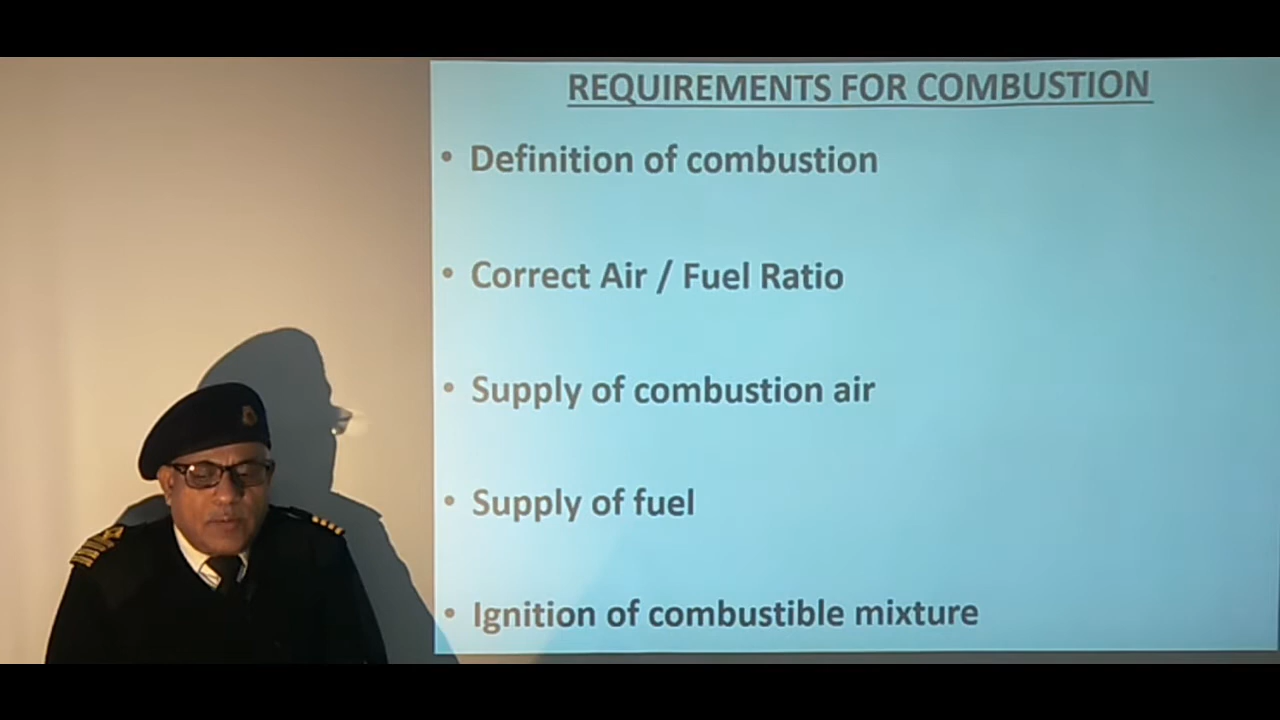 REQUIREMENTS FOR COMBUSTION
• Definition of combustion
• Correct Air / Fuel Ratio
• Supply of combustion air
• Supply of fuel
• Ignition of combustible mixture